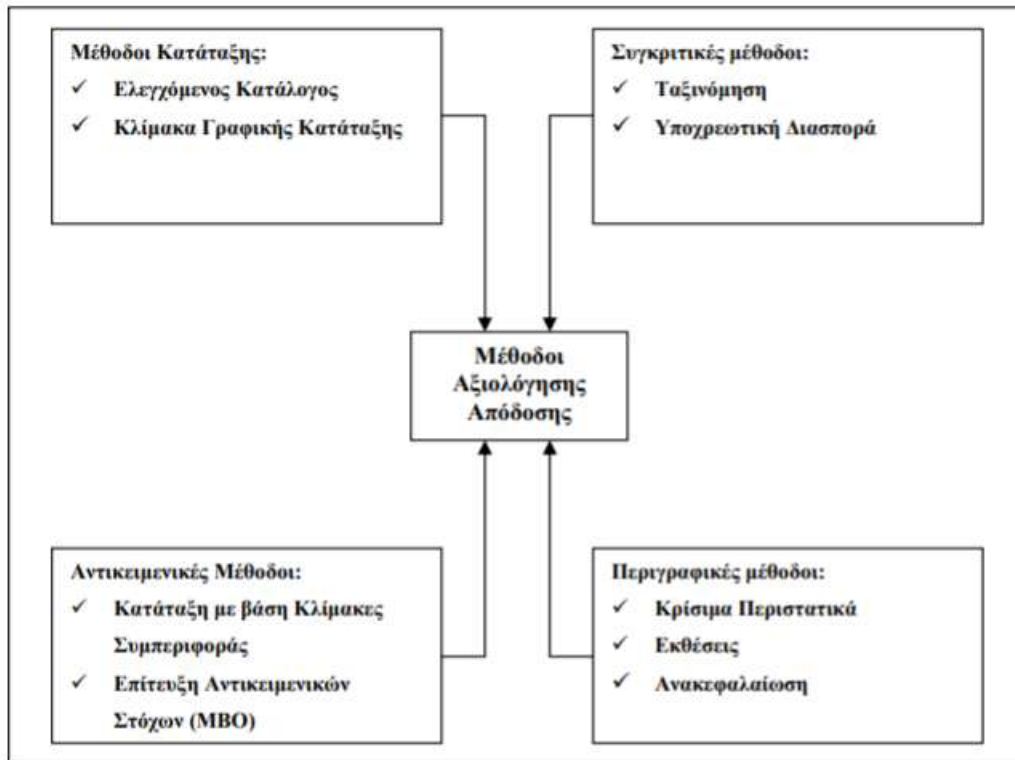 Μέθοδοι Κατάταξης:
✓ Ελεγχόμενος Κατάλογος
✓ Κλίμακα Γραφικής Κατάταξης
Συγκριτικές μέθοδοι:
✓ Ταξινόμηση
✓ Υποχρεωτική Διασπορά
Μέθοδοι
Αξιολόγησης
Απόδοσης
Αντικειμενικές Μέθοδοι:
✓ Κατάταξη με βάση Κλίμακες
Συμπεριφοράς
✓ Επίτευξη Αντικειμενικών
Στόχων (MBO)
Περιγραφικές μέθοδοι:
✓ Κρίσιμα Περιστατικά
✓ Εκθέσεις
✓ Ανακεφαλαίωση